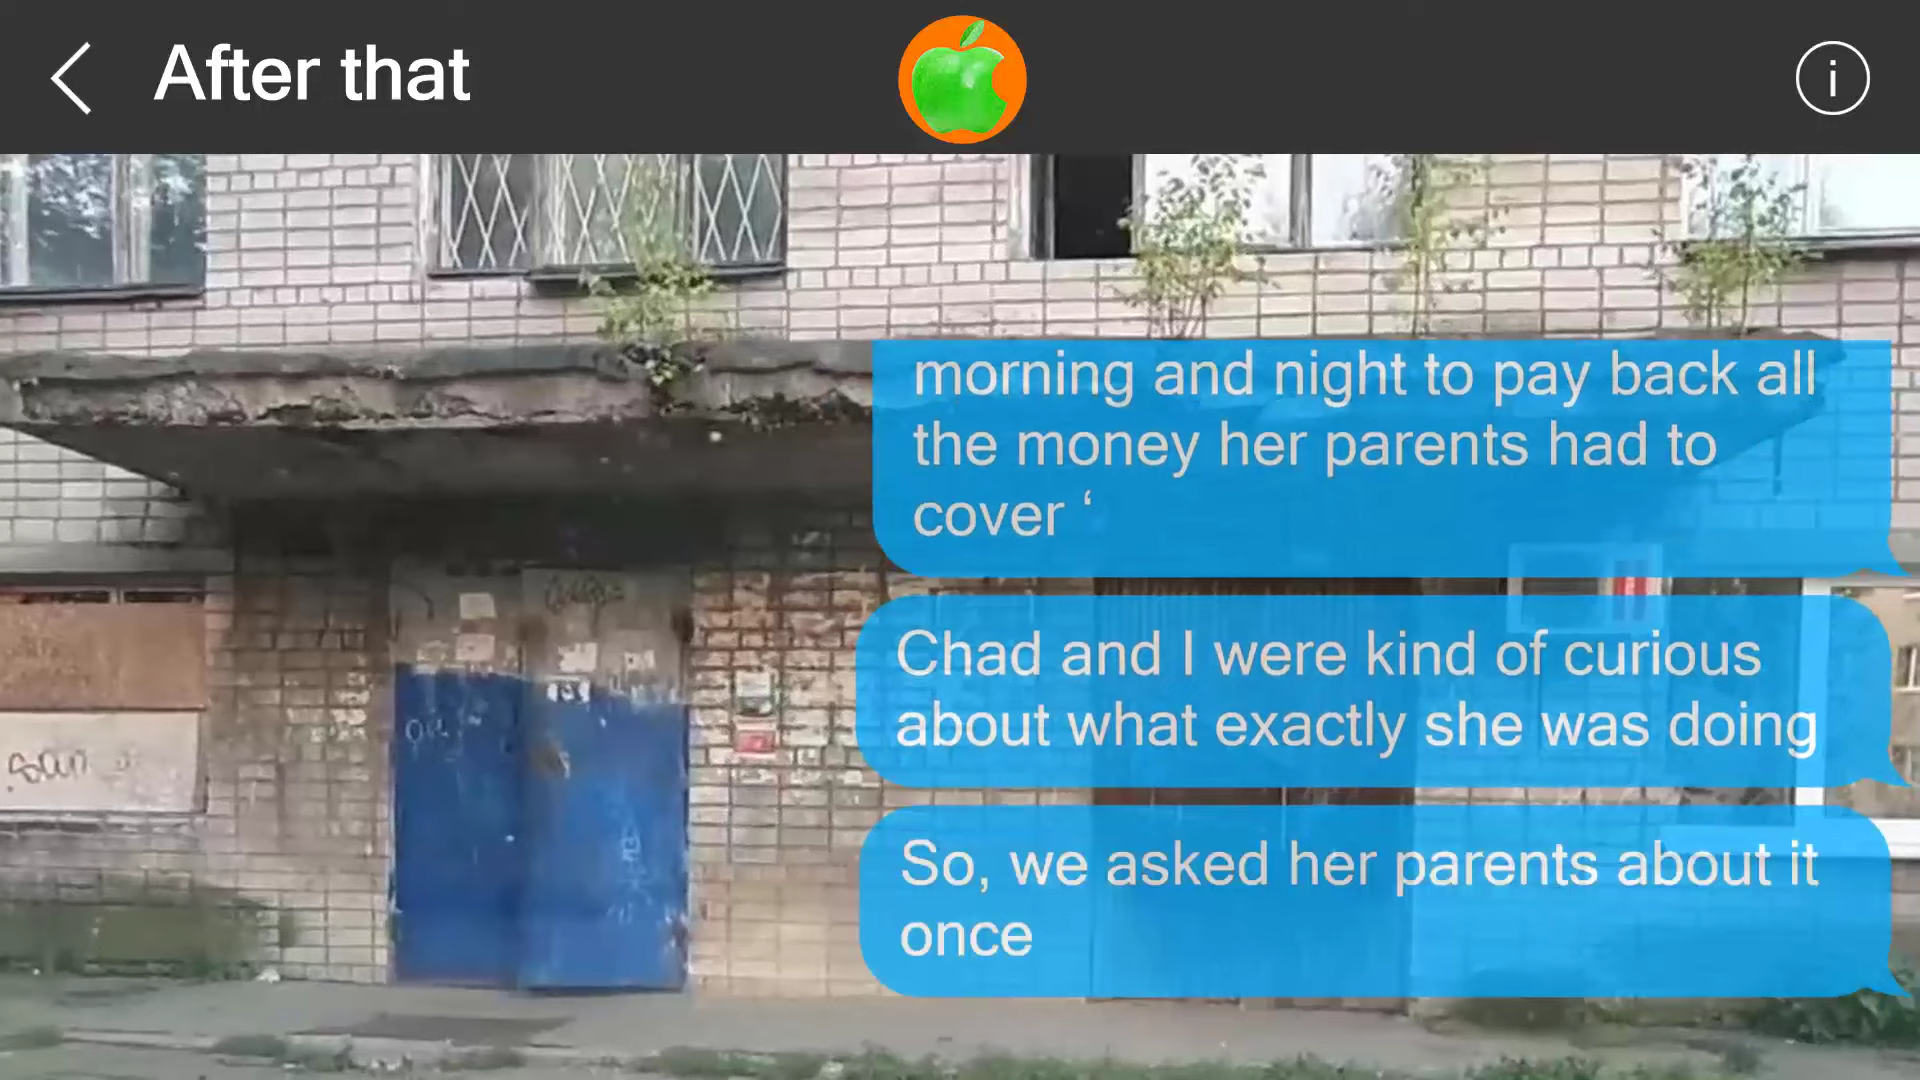 After that
i
morning and night to pay back all
the money her parents had to
cover ‘
Chad and I were kind of curious
about what exactly she was doing
So, we asked her parents about it
once